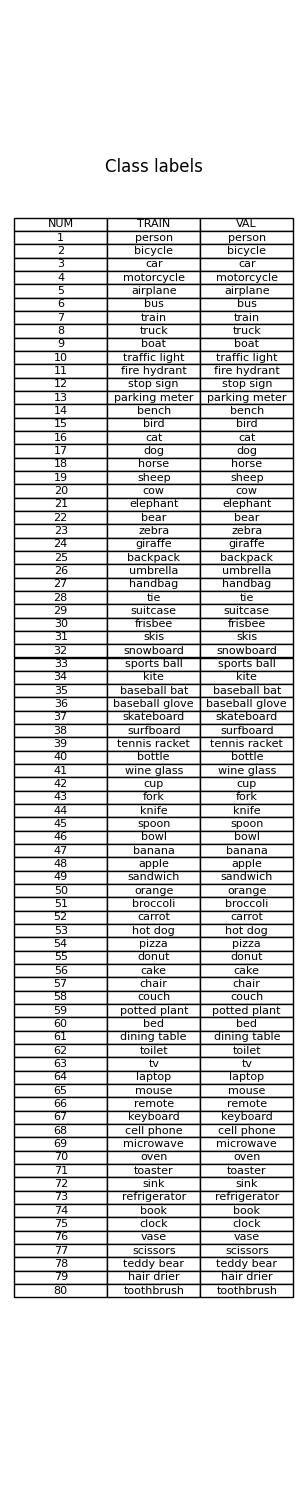 Class labels
NUM TRAIN VAL
1 person person
2 bicycle bicycle
3 car car
4 motorcycle motorcycle
5 airplane airplane
6 bus bus
7 train train
8 truck truck
9 boat boat
10 traffic light traffic light
11 fire hydrant fire hydrant
12 stop sign stop sign
13 parking meter parking meter
14 bench bench
15 bird bird
16 cat cat
17 dog dog
18 horse horse
19 sheep sheep
20 cow cow
21 elephant elephant
22 bear bear
23 zebra zebra
24 giraffe giraffe
25 backpack backpack
26 umbrella umbrella
27 handbag handbag
28 tie tie
29 suitcase suitcase
30 frisbee frisbee
31 skis skis
32 snowboard snowboard
33 sports ball sports ball
34 kite kite
35 baseball bat baseball bat
36 baseball glove baseball glove
37 skateboard skateboard
38 surfboard surfboard
39 tennis racket tennis racket
40 bottle bottle
41 wine glass wine glass
42 cup cup
43 fork fork
44 knife knife
45 spoon spoon
46 bowl bowl
47 banana banana
48 apple apple
49 sandwich sandwich
50 orange orange
51 broccoli broccoli
52 carrot carrot
53 hot dog hot dog
54 pizza pizza
55 donut donut
56 cake cake
57 chair chair
58 couch couch
59 potted plant potted plant
60 bed bed
61 dining table dining table
62 toilet toilet
63 tv tv
64 laptop laptop
65 mouse mouse
66 remote remote
67 keyboard keyboard
68 cell phone cell phone
69 microwave microwave
70 oven oven
71 toaster toaster
72 sink sink
73 refrigerator refrigerator
74 book book
75 clock clock
76 vase vase
77 scissors scissors
78 teddy bear teddy bear
79 hair drier hair drier
80 toothbrush toothbrush